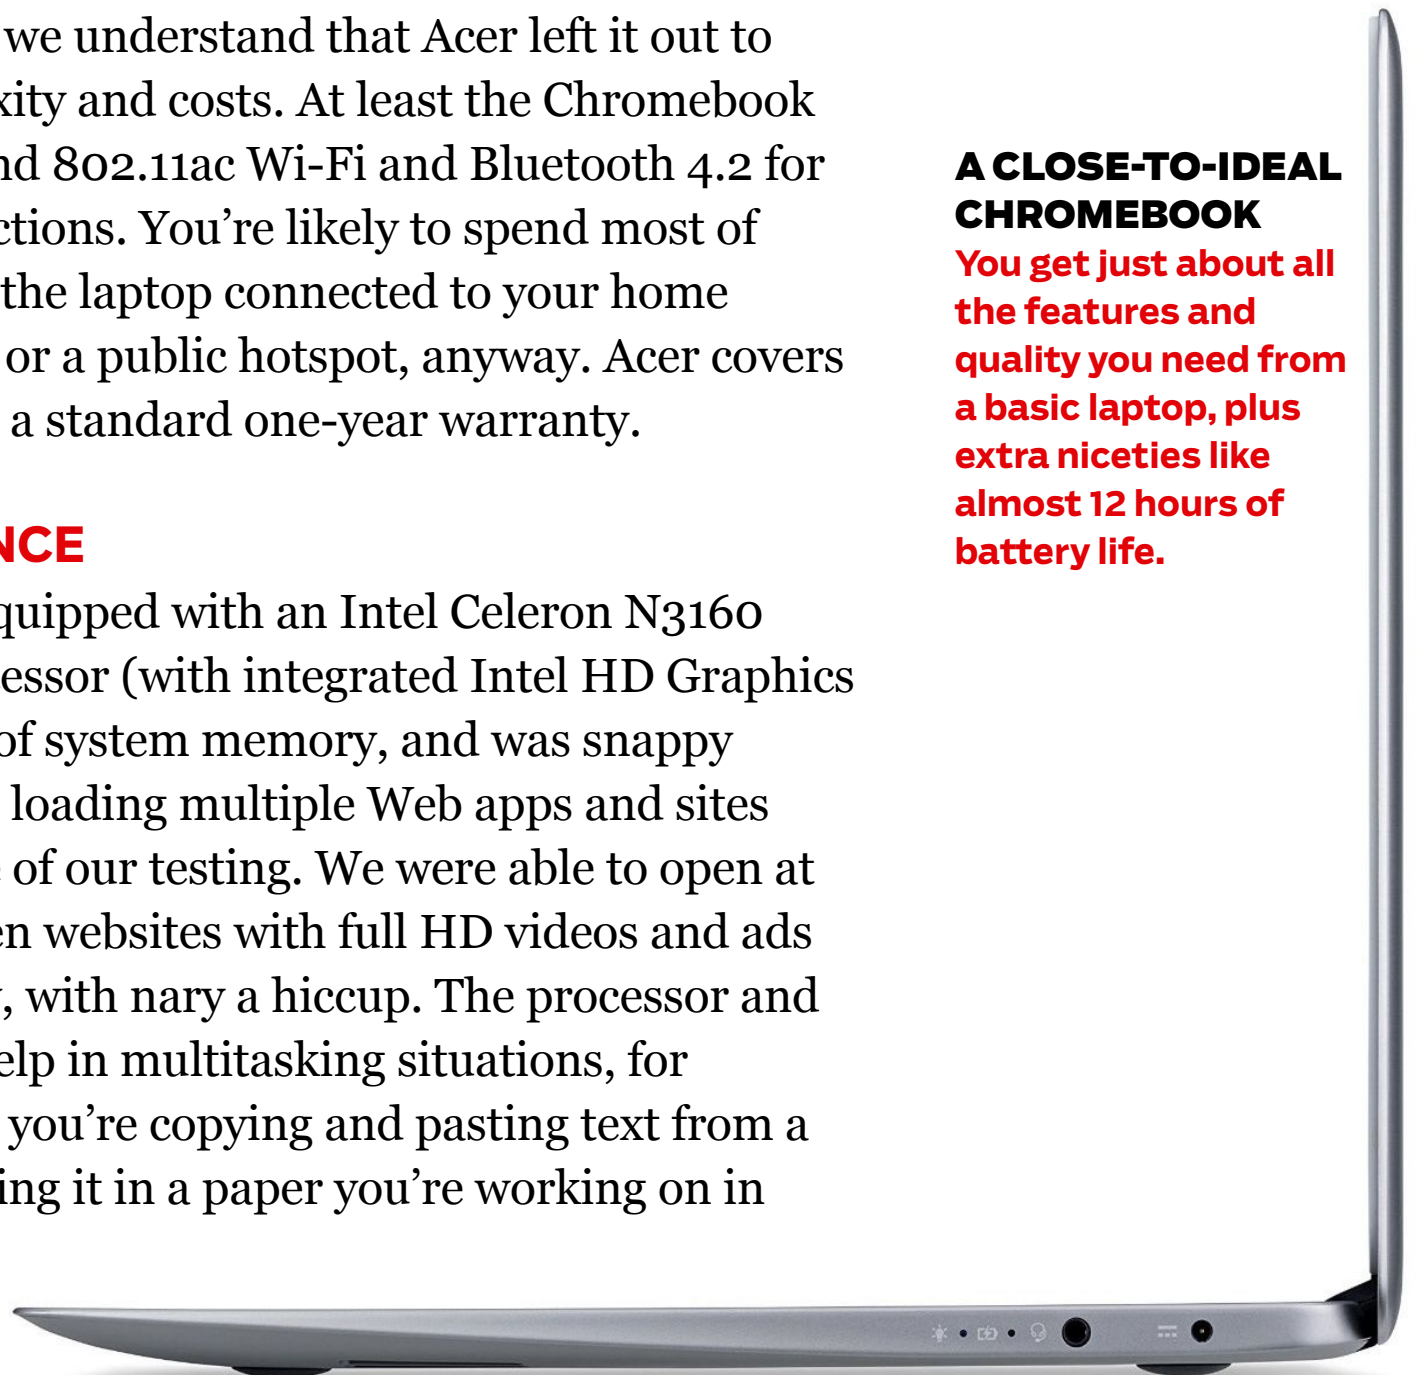 we understand that Acer left it out to
xity and costs. At least the Chromebook
nd 802.11ac Wi-Fi and Bluetooth 4.2 for
ctions. You’re likely to spend most of
the laptop connected to your home
or a public hotspot, anyway. Acer covers
a standard one-year warranty.
NCE
quipped with an Intel Celeron N3160
essor (with integrated Intel HD Graphics
of system memory, and was snappy
loading multiple Web apps and sites
e of our testing. We were able to open at
en websites with full HD videos and ads
y, with nary a hiccup. The processor and
elp in multitasking situations, for
you’re copying and pasting text from a
ing it in a paper you’re working on in
A CLOSE-TO-IDEAL
CHROMEBOOK
You get just about all
the features and
quality you need from
a basic laptop, plus
extra niceties like
almost 12 hours of
battery life.